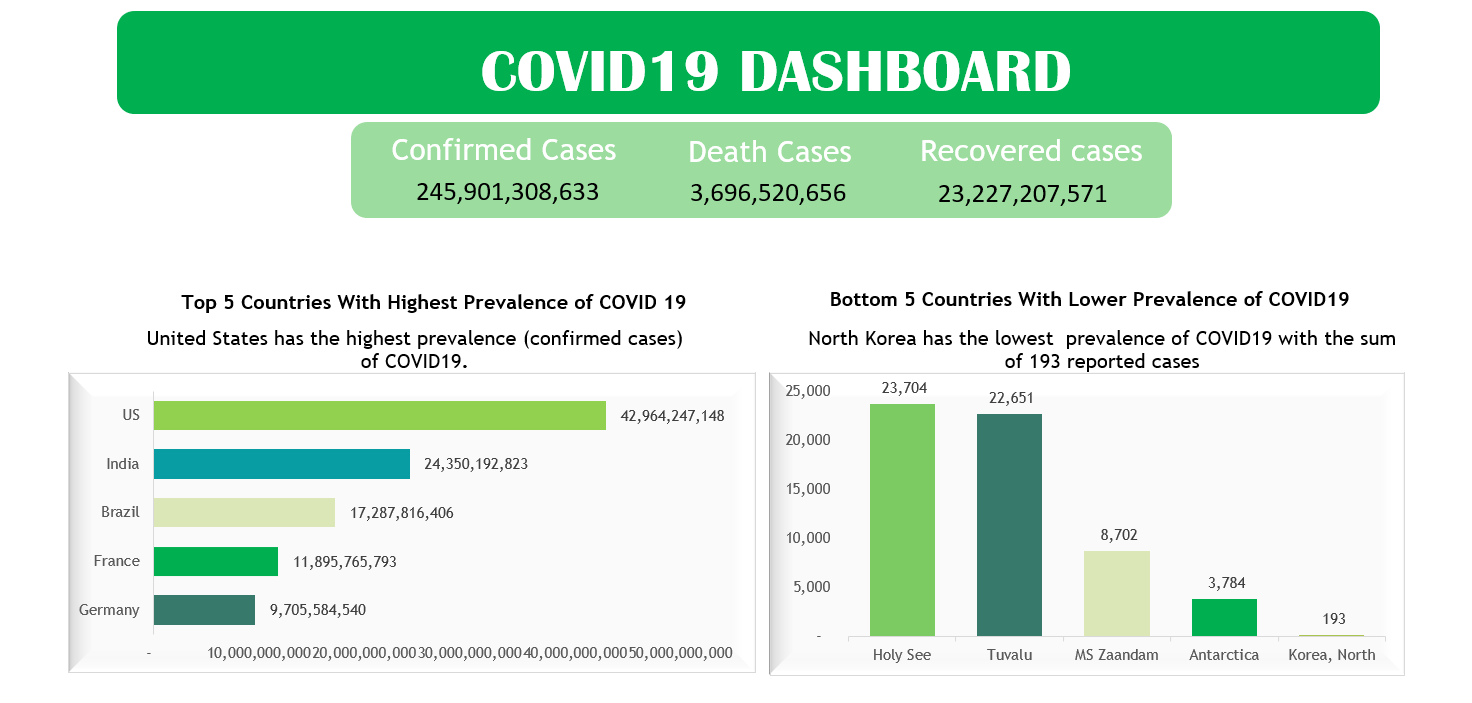 COVID19 DASHBOARD
Confirmed Cases
245,901,308,633
Death Cases
3,696,520,656
Recovered cases
23,227,207,571
Top 5 Countries With Highest Prevalence of COVID 19
United States has the highest prevalence (confirmed cases)
of COVID19.
US
42,964,247,148
India
24,350,192,823
Brazil
17,287,816,406
France
11,895,765,793
Germany
9,705,584,540
-
10,000,000,000
20,000,000,000
30,000,000,000
40,000,000,000
50,000,000,000
Bottom 5 Countries With Lower Prevalence of COVID19
North Korea has the lowest  prevalence of COVID19 with the sum
of 193 reported cases
25,000
20,000
15,000
10,000
5,000
-
23,704
22,651
8,702
3,784
193
Holy See
Tuvalu
MS Zaandam
Antarctica
Korea, North